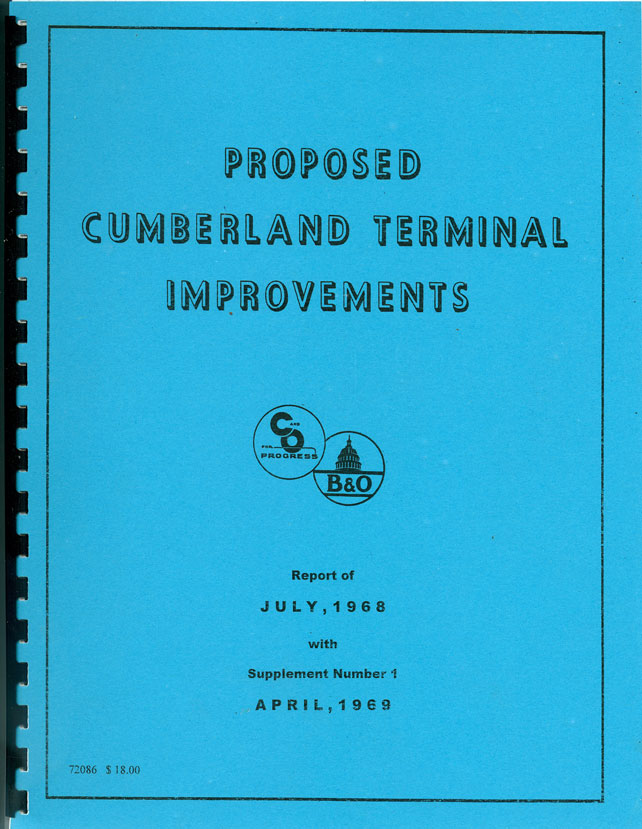 PROPOSED
CUMBERLAND TERMINAL
IMPROVEMENTS
C AND
FOR O
PROGRESS
B&O
Report of
JULY, 1968
with
Supplement Number 1
APRIL, 1969
72086 $ 18.00